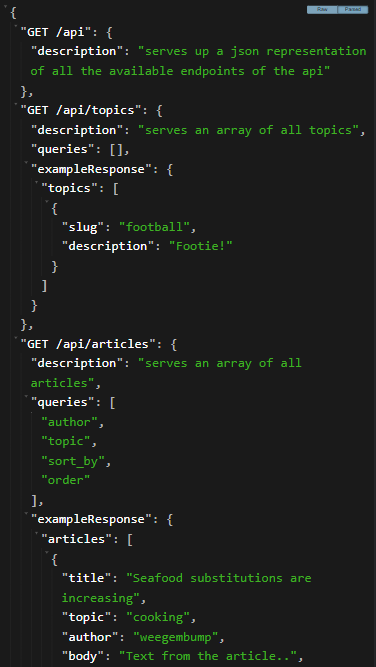 Raw Parsed
{
"GET /api": {
"description": "serves up a json representation
of all the available endpoints of the api"
},
"GET /api/topics": {
"description": "serves an array of all topics",
"queries": [],
"exampleResponse": {
"topics": [
{
"slug": "football",
"description": "Footie!"
}
]
}
},
"GET /api/articles": {
"description": "serves an array of all
articles",
"queries": [
"author",
"topic",
"sort_by",
"order"
],
"exampleResponse": {
"articles": [
{
"title": "Seafood substitutions are
increasing",
"topic": "cooking",
"author": "weegembump",
"body": "Text from the article..",